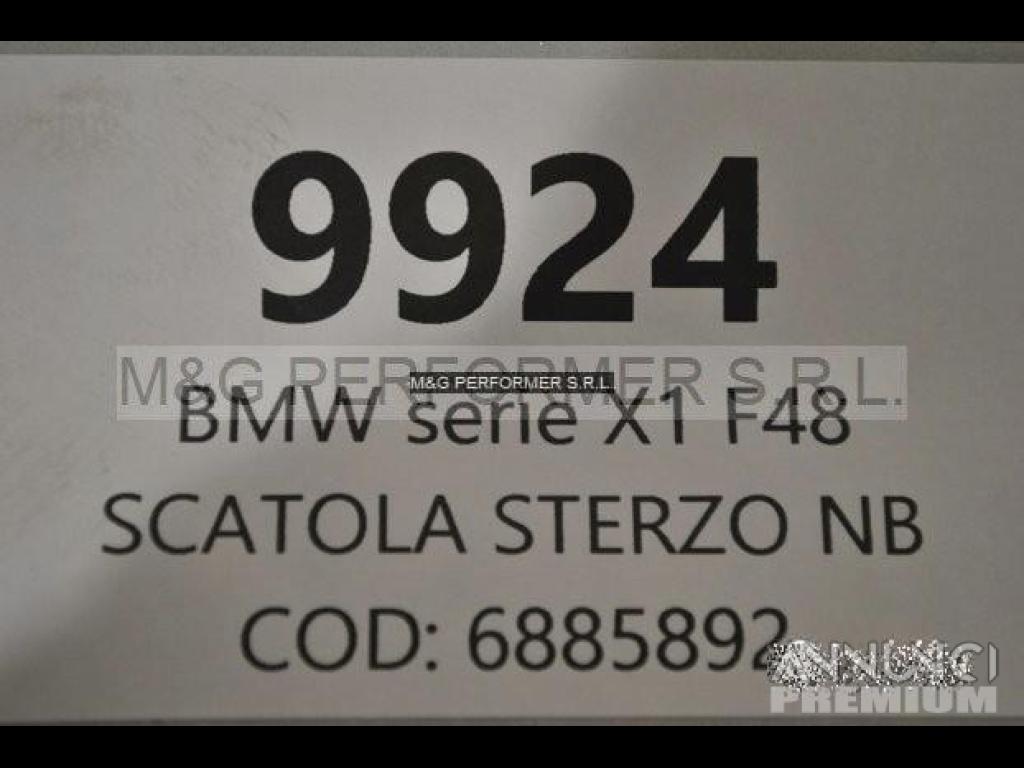 9924
M&G PERFORMER S.R.L.
M&G PERFORMER S.R.L.
BMW serie X1 F48
SCATOLA STERZO NB
COD: 6885892
ANNUNCI
PREMIUM